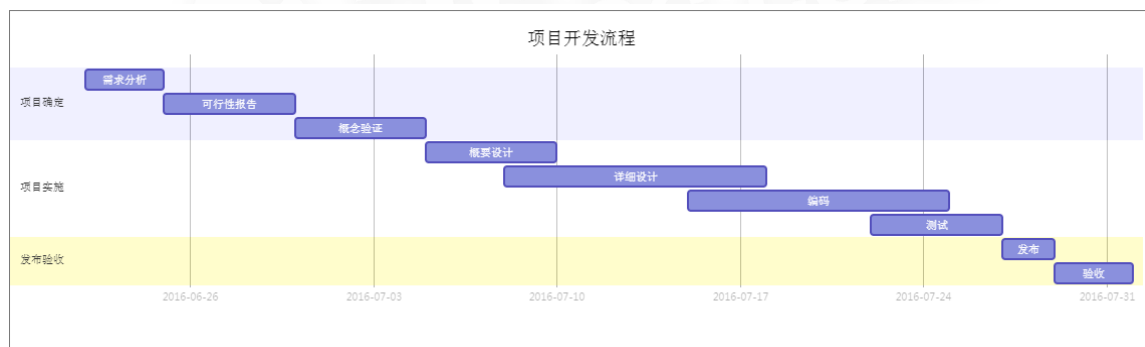 项目开发流程
需求分析
项目确定
可行性报告
概念验证
概要设计
项目实施
详细设计
编码
测试
发布验收
发布
验收
2016-06-26
2016-07-03
2016-07-10
2016-07-17
2016-07-24
2016-07-31